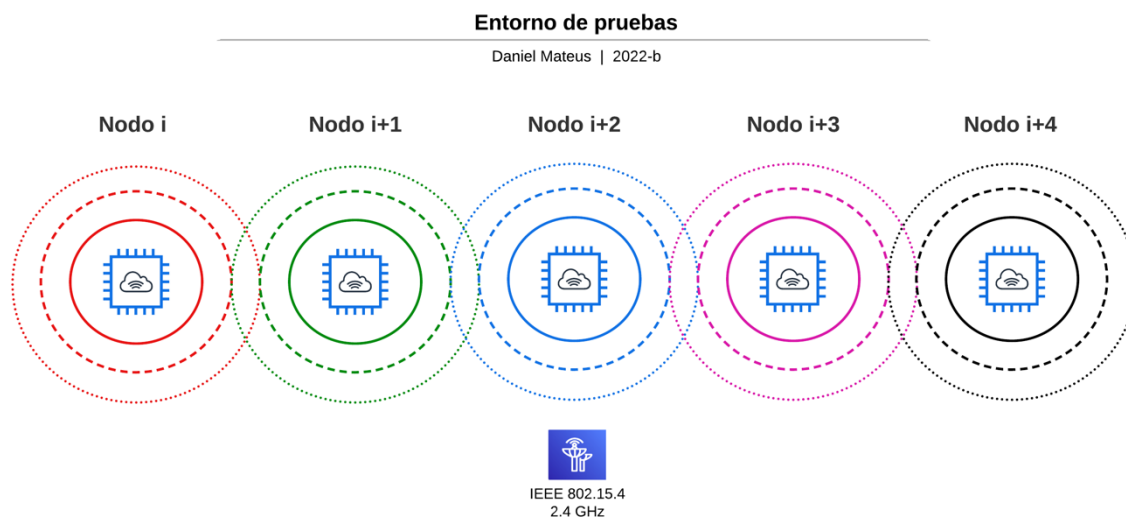 Entorno de pruebas
Daniel Mateus | 2022-b
Nodo i
Nodo i+1
Nodo i+2
Nodo i+3
Nodo i+4
IEEE 802.15.4
2.4 GHz